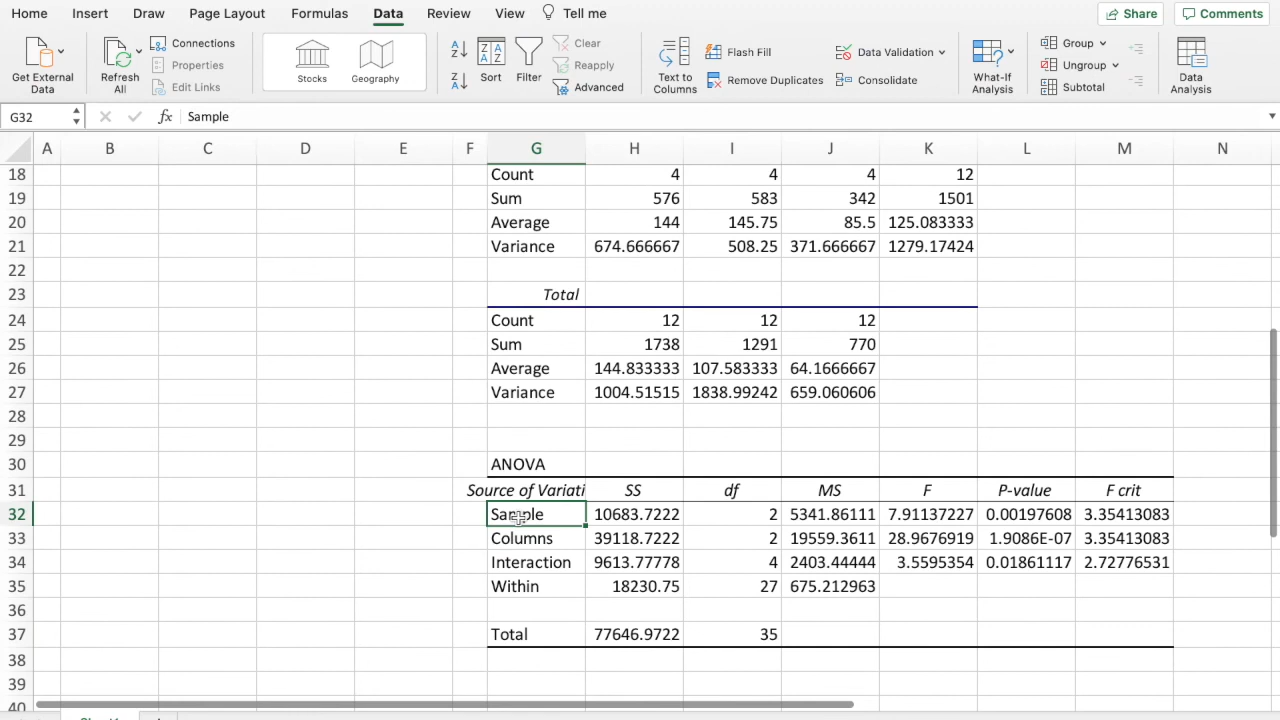 Home Insert Draw Page Layout Formulas Data Review View Tell me Share Comments
Get External Data Refresh All Connections Properties Edit Links Stocks Geography Sort Filter Clear Reapply Advanced Text to Columns Flash Fill Remove Duplicates Data Validation Consolidate What-If Analysis Group Ungroup Subtotal Data Analysis
G32 fx Sample
A B C D E F G H I J K L M N
18 Count 4 4 4 12
19 Sum 576 583 342 1501
20 Average 144 145.75 85.5 125.083333
21 Variance 674.666667 508.25 371.666667 1279.17424
22
23 Total
24 Count 12 12 12
25 Sum 1738 1291 770
26 Average 144.833333 107.583333 64.1666667
27 Variance 1004.51515 1838.99242 659.060606
28
29
30 ANOVA
31 Source of Variati SS df MS F P-value F crit
32 Sample 10683.7222 2 5341.86111 7.91137227 0.00197608 3.35413083
33 Columns 39118.7222 2 19559.3611 28.9676919 1.9086E-07 3.35413083
34 Interaction 9613.77778 4 2403.44444 3.5595354 0.01861117 2.72776531
35 Within 18230.75 27 675.212963
36
37 Total 77646.9722 35
38
39
40